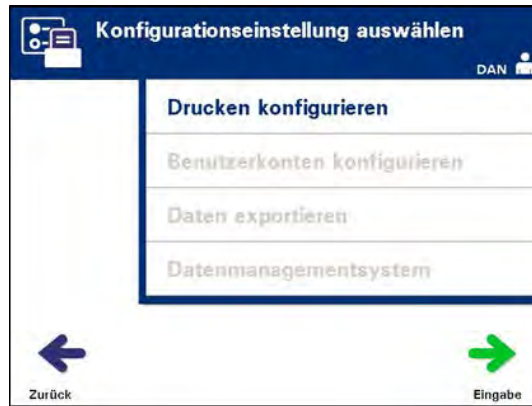 Konfigurationseinstellung auswählen
DAN
Drucken konfigurieren
Benutzerkonten konfigurieren
Daten exportieren
Datenmanagementsystem
Zurück
Eingabe